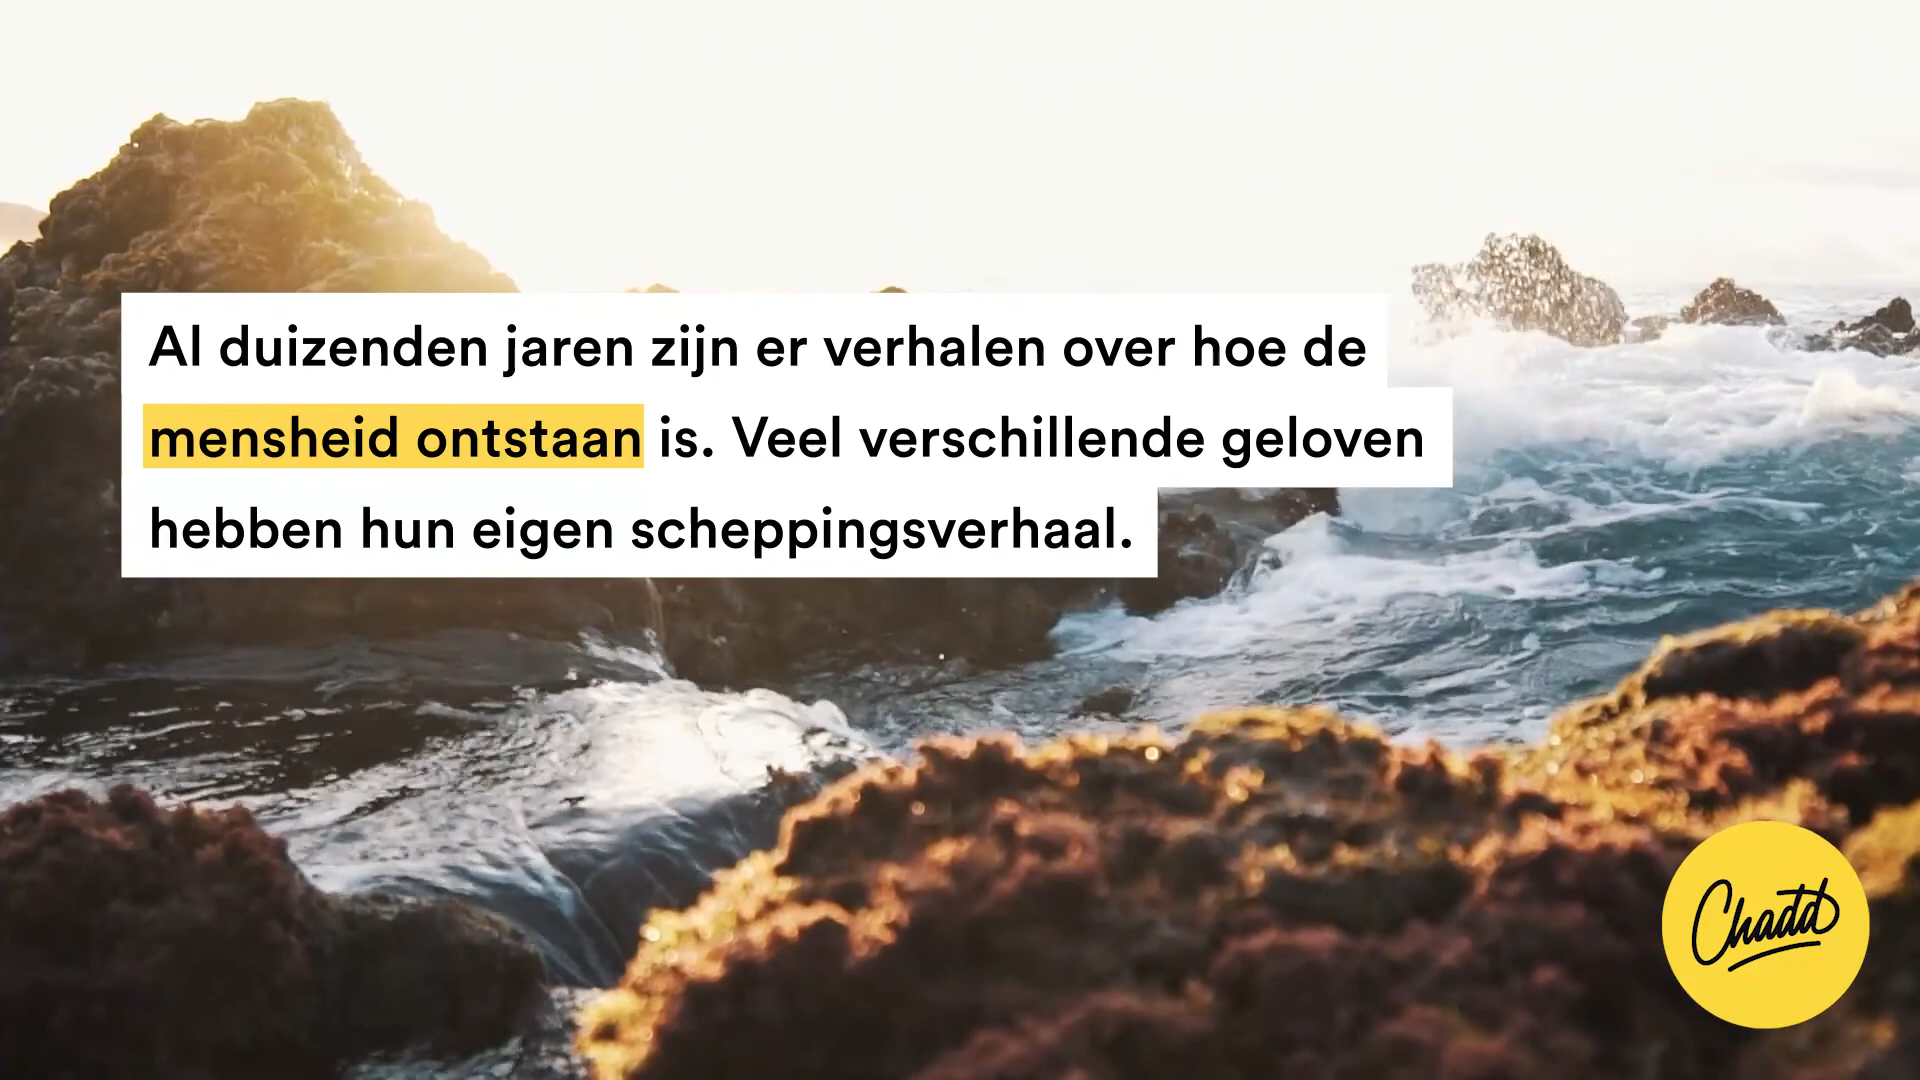 Al duizenden jaren zijn er verhalen over hoe de
mensheid ontstaan is. Veel verschillende geloven
hebben hun eigen scheppingsverhaal.
Chadd